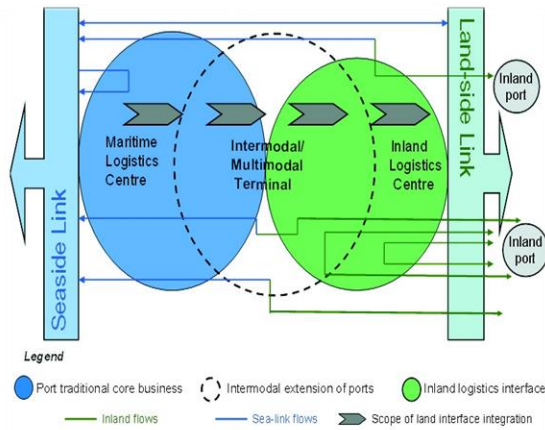 Seaside Link
Land-side Link
Inland
port
Maritime
Logistics
Centre
Intermodal/
Multimodal
Terminal
Inland
Logistics
Centre
Inland
port
Legend
Port traditional core business
Intermodal extension of ports
Inland logistics interface
Inland flows
Sea-link flows
Scope of land interface integration